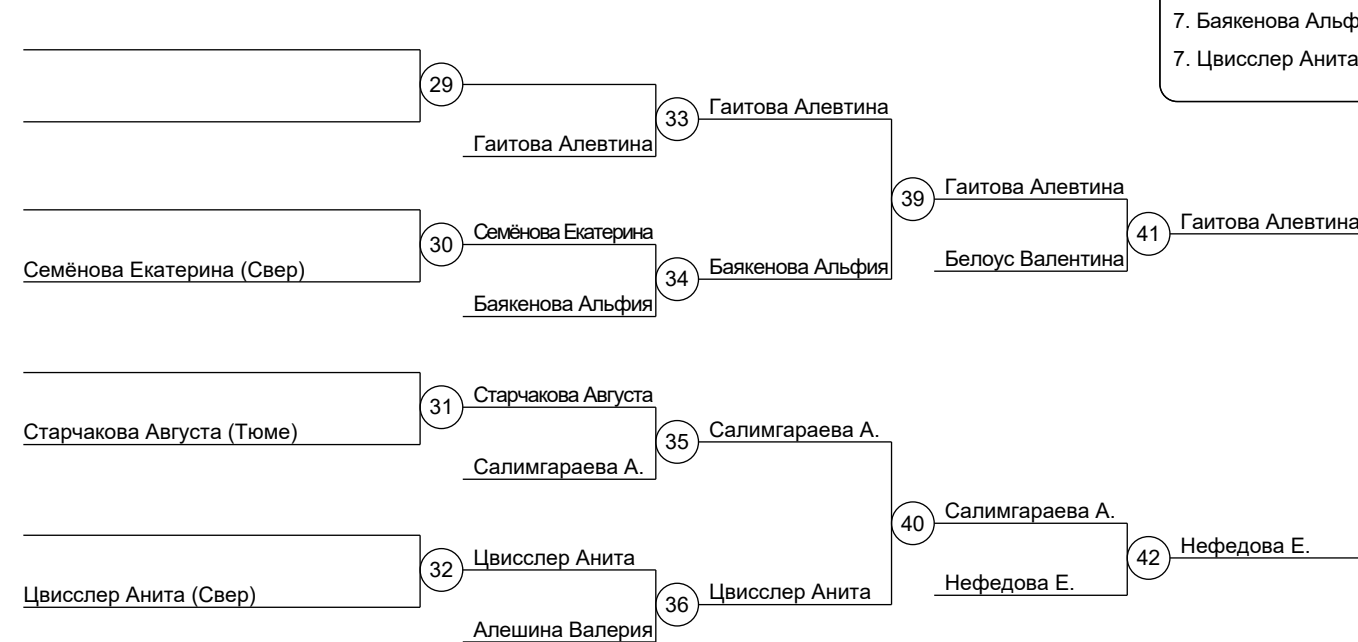 7. Баякенова Альф
7. Цвисслер Анита
29
33
Гаитова Алевтина
Гаитова Алевтина
39
Гаитова Алевтина
41
Гаитова Алевтина
30
Семёнова Екатерина
Семёнова Екатерина (Свер)
34
Баякенова Альфия
Белоус Валентина
Баякенова Альфия
31
Старчакова Августа
Старчакова Августа (Тюме)
35
Салимгараева А.
Салимгараева А.
40
Салимгараева А.
42
Нефедова Е.
32
Цвисслер Анита
Цвисслер Анита (Свер)
36
Цвисслер Анита
Нефедова Е.
Алешина Валерия